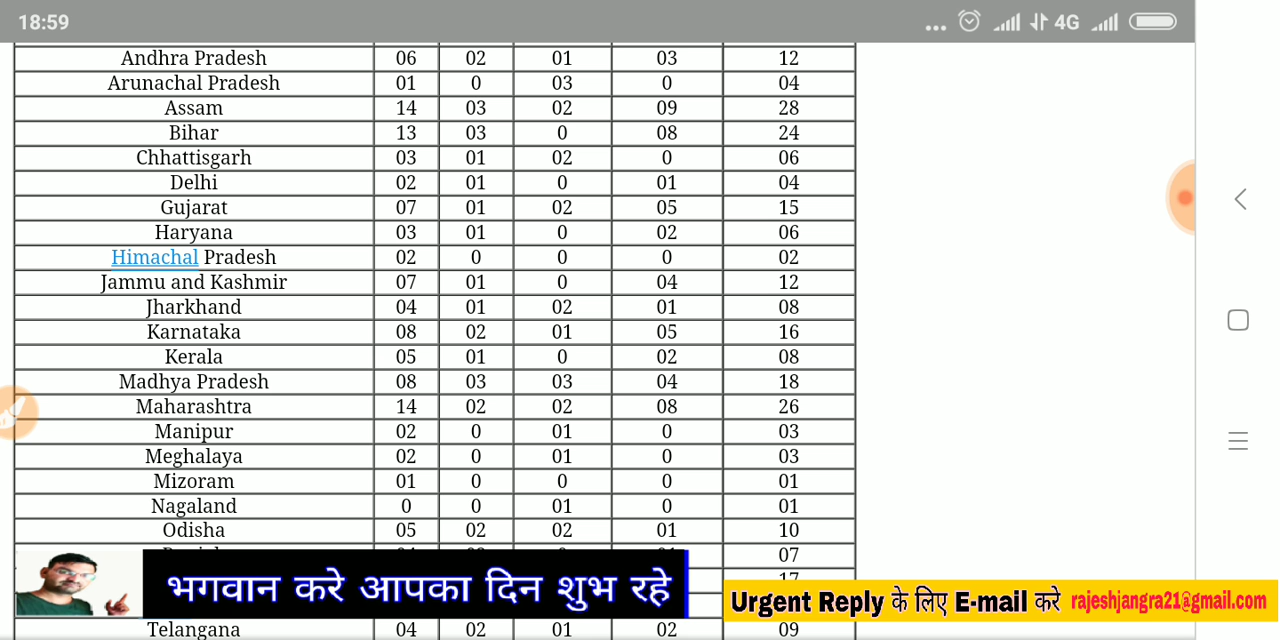 18:59 ... 4G
Andhra Pradesh 06 02 01 03 12
Arunachal Pradesh 01 0 03 0 04
Assam 14 03 02 09 28
Bihar 13 03 0 08 24
Chhattisgarh 03 01 02 0 06
Delhi 02 01 0 01 04
Gujarat 07 01 02 05 15
Haryana 03 01 0 02 06
Himachal Pradesh 02 0 0 0 02
Jammu and Kashmir 07 01 0 04 12
Jharkhand 04 01 02 01 08
Karnataka 08 02 01 05 16
Kerala 05 01 0 02 08
Madhya Pradesh 08 03 03 04 18
Maharashtra 14 02 02 08 26
Manipur 02 0 01 0 03
Meghalaya 02 0 01 0 03
Mizoram 01 0 0 0 01
Nagaland 0 0 01 0 01
Odisha 05 02 02 01 10
07
भगवान करे आपका दिन शुभ रहे
Urgent Reply के लिए E-mail करे rajeshjangra21@gmail.com
Telangana 04 02 01 02 09